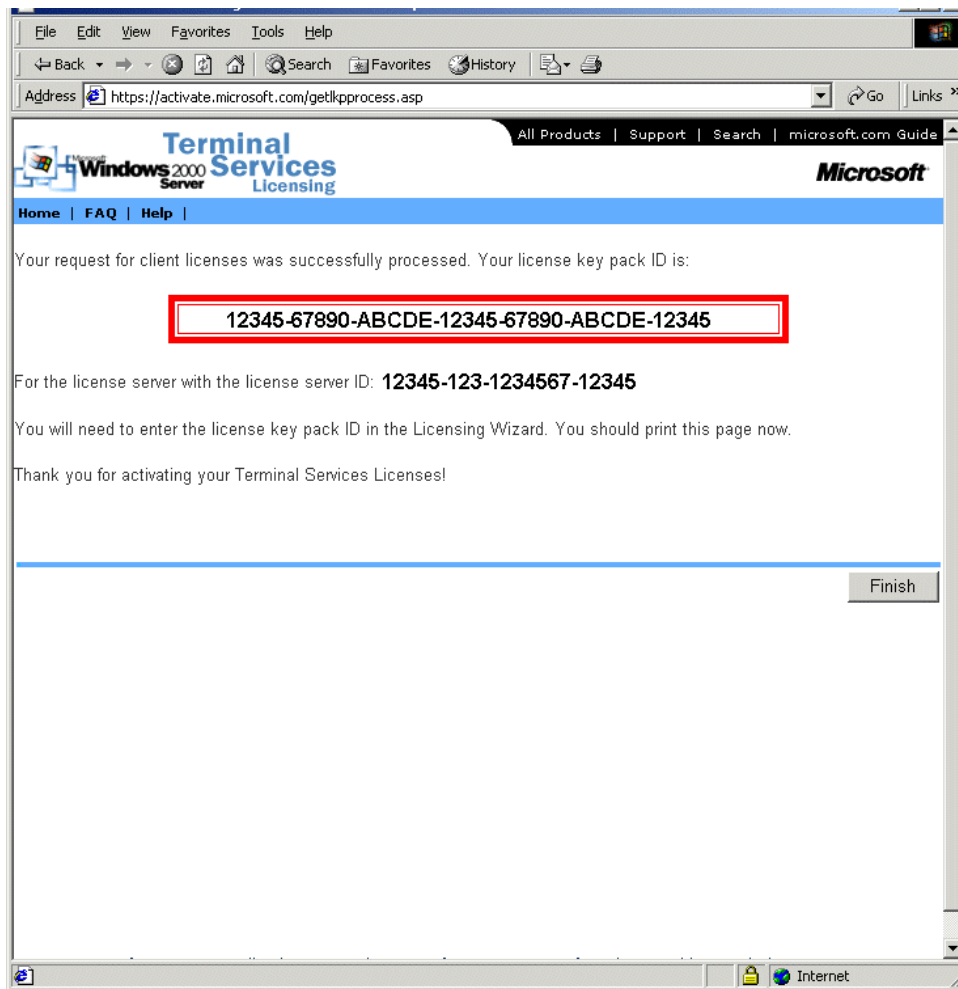 File Edit View Favorites Tools Help
Back Search Favorites History
Address https://activate.microsoft.com/getlkpprocess.asp Go Links »
All Products | Support | Search | microsoft.com Guide
Microsoft Windows 2000 Server Terminal Services Licensing
Microsoft
Home | FAQ | Help |
Your request for client licenses was successfully processed. Your license key pack ID is:
12345-67890-ABCDE-12345-67890-ABCDE-12345
For the license server with the license server ID: 12345-123-1234567-12345
You will need to enter the license key pack ID in the Licensing Wizard. You should print this page now.
Thank you for activating your Terminal Services Licenses!
Finish
Internet